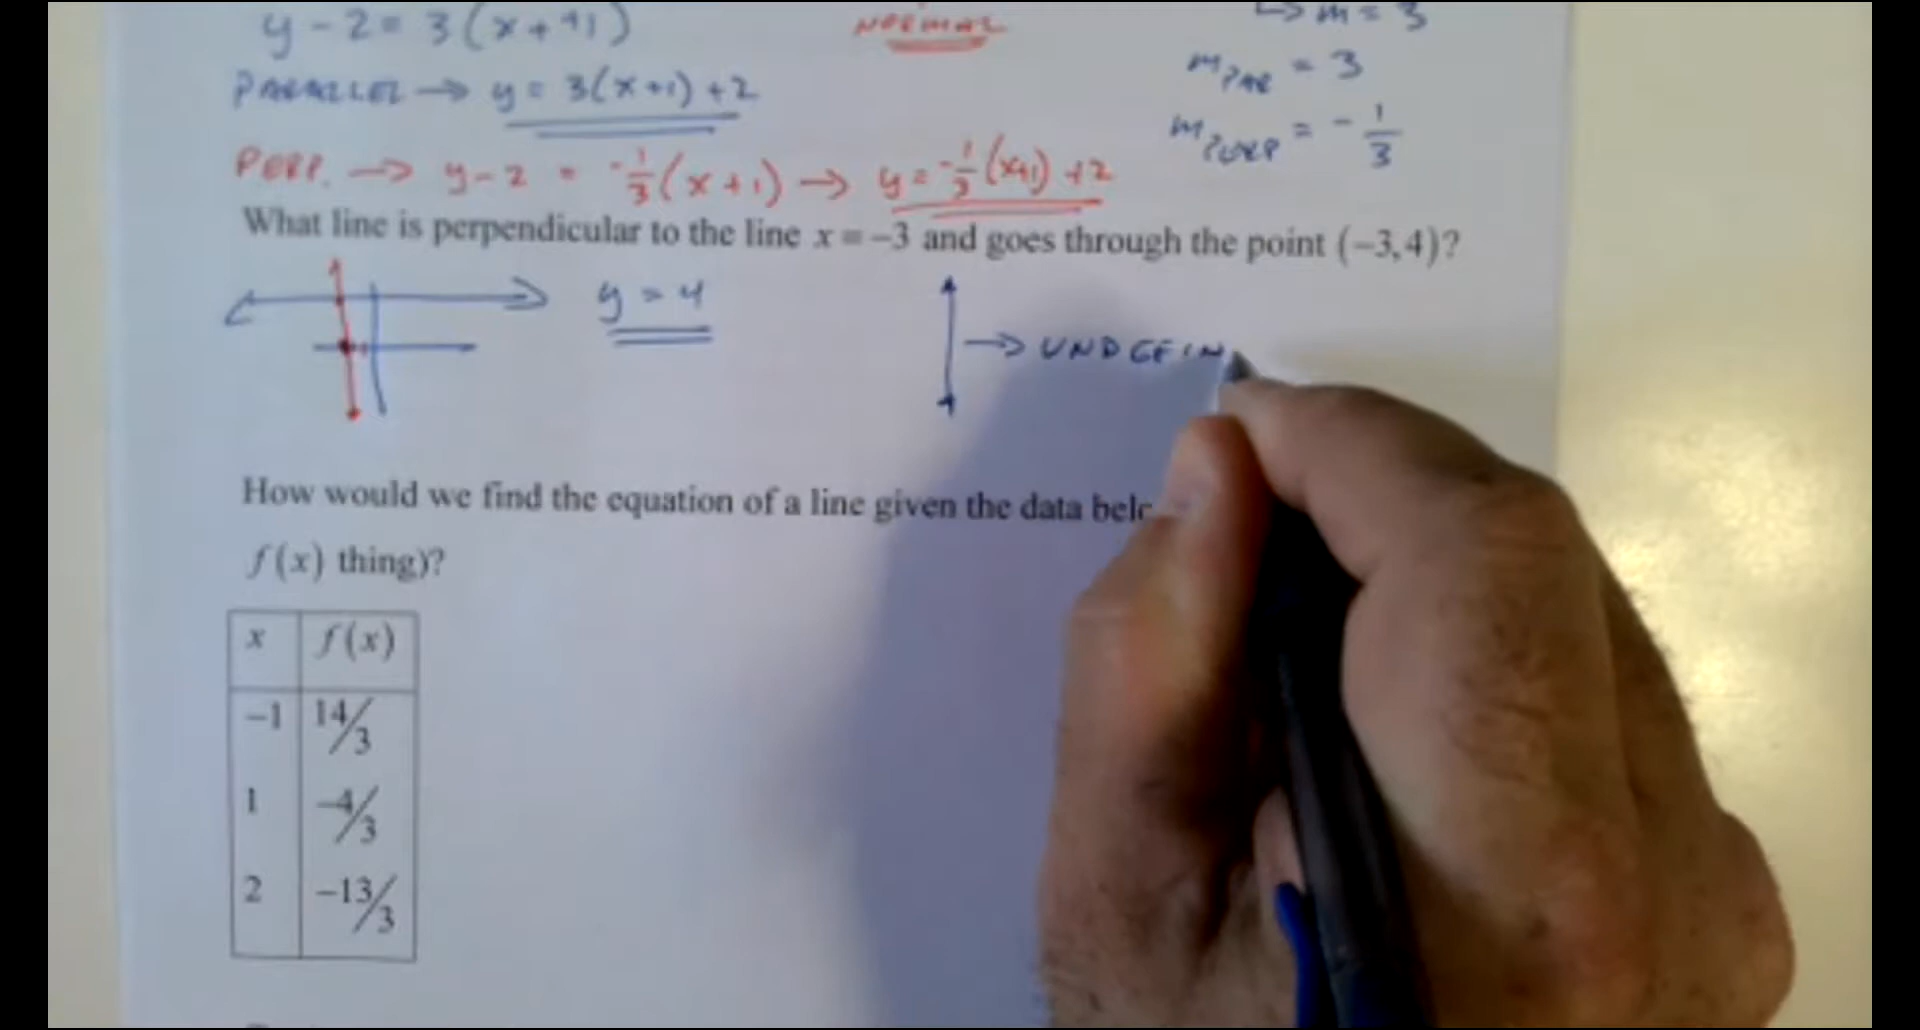 y - 2 = 3(x + +1)
NORMAL
↳ m = 3
PARALLEL → y = 3(x+1) + 2
m PAR = 3
m PERP = - 1/3
PERP. → y - 2 = -1/3 (x + 1) → y = -1/3 (x+1) + 2
What line is perpendicular to the line x = −3 and goes through the point (−3, 4)?
y = 4
→ UNDEFIN
How would we find the equation of a line given the data
f(x) thing)?
x f(x)
−1 14/3
1 −4/3
2 −13/3